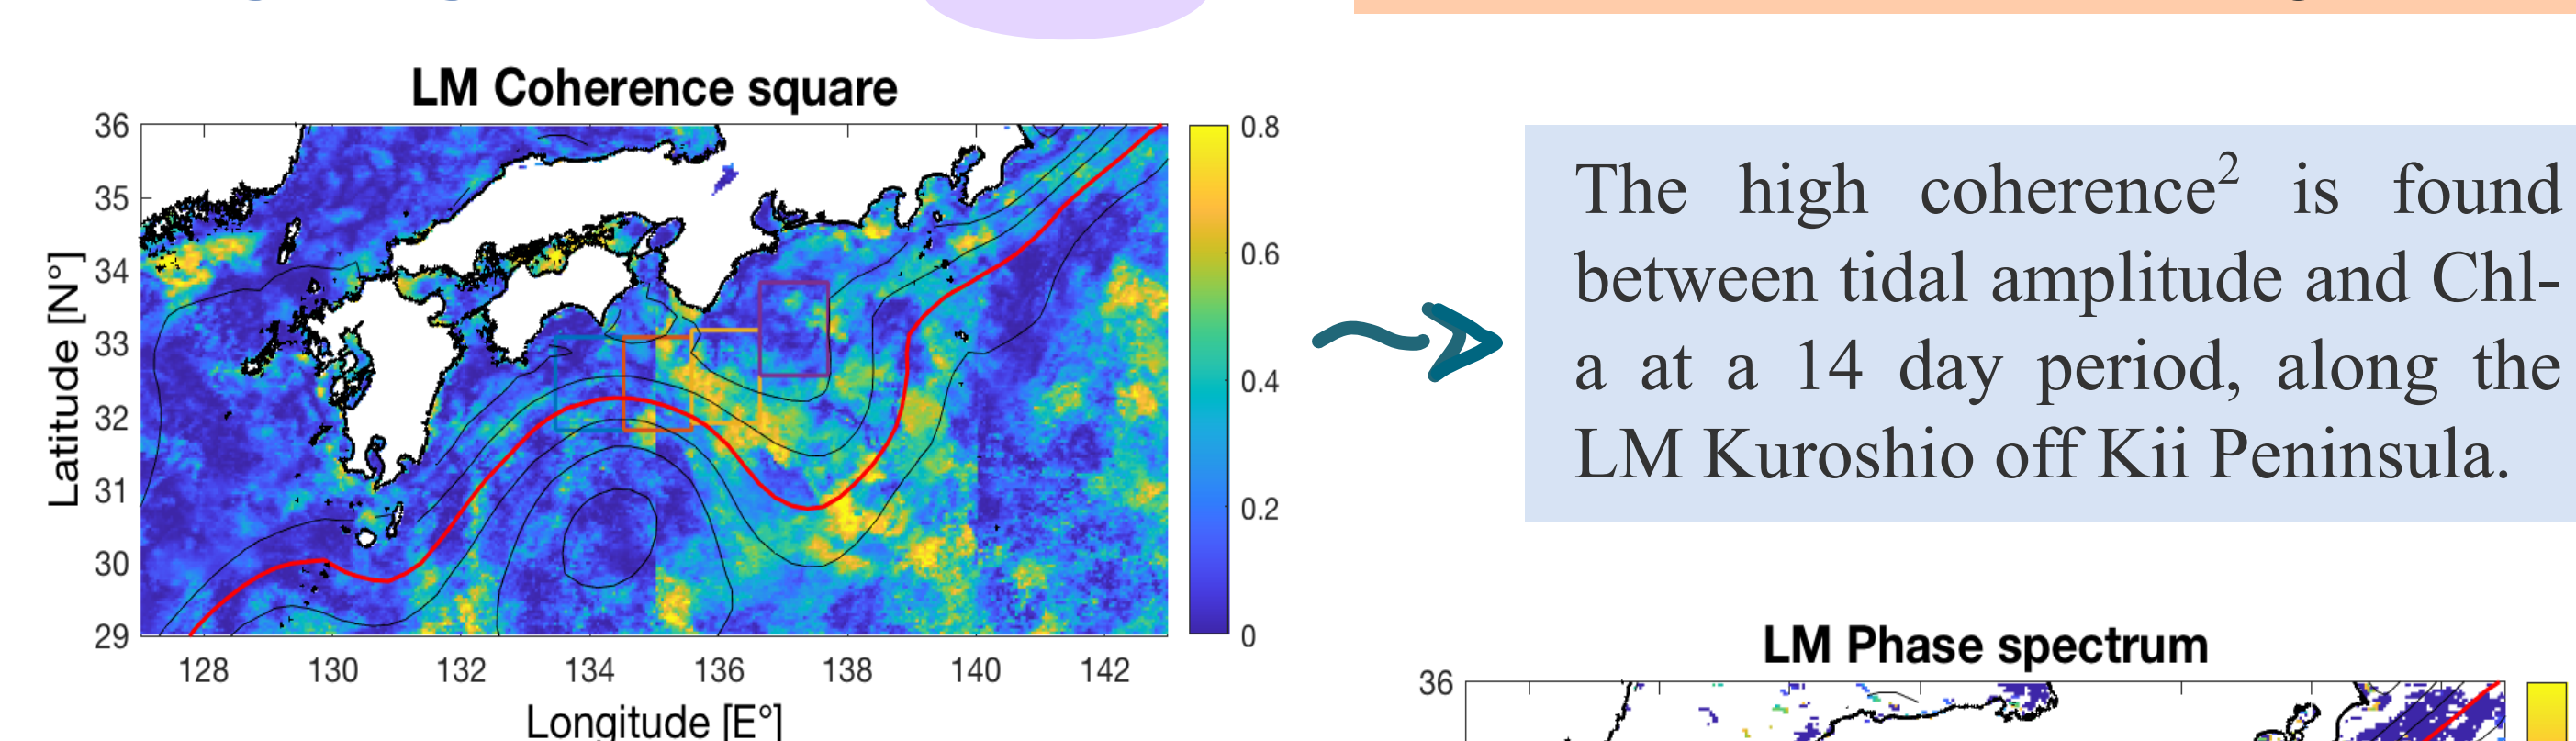 LM Coherence square
36
35
34
33
32
31
30
29
Latitude [N°]
128 130 132 134 136 138 140 142
Longitude [E°]
0.8
0.6
0.4
0.2
0
The high coherence² is found
between tidal amplitude and Chl-
a at a 14 day period, along the
LM Kuroshio off Kii Peninsula.
LM Phase spectrum
36